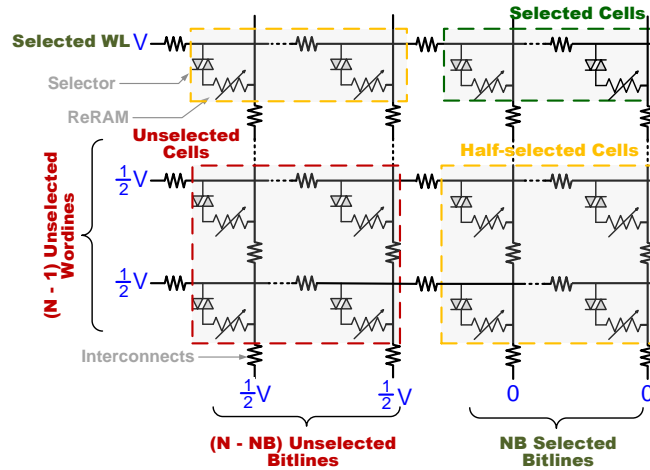 Selected Cells
Selected WL V
Selector
ReRAM
Unselected
Cells
Half-selected Cells
(N - 1) Unselected
Wordines
½V
½V
Interconnects
½V
½V
0
0
(N - NB) Unselected
Bitlines
NB Selected
Bitlines